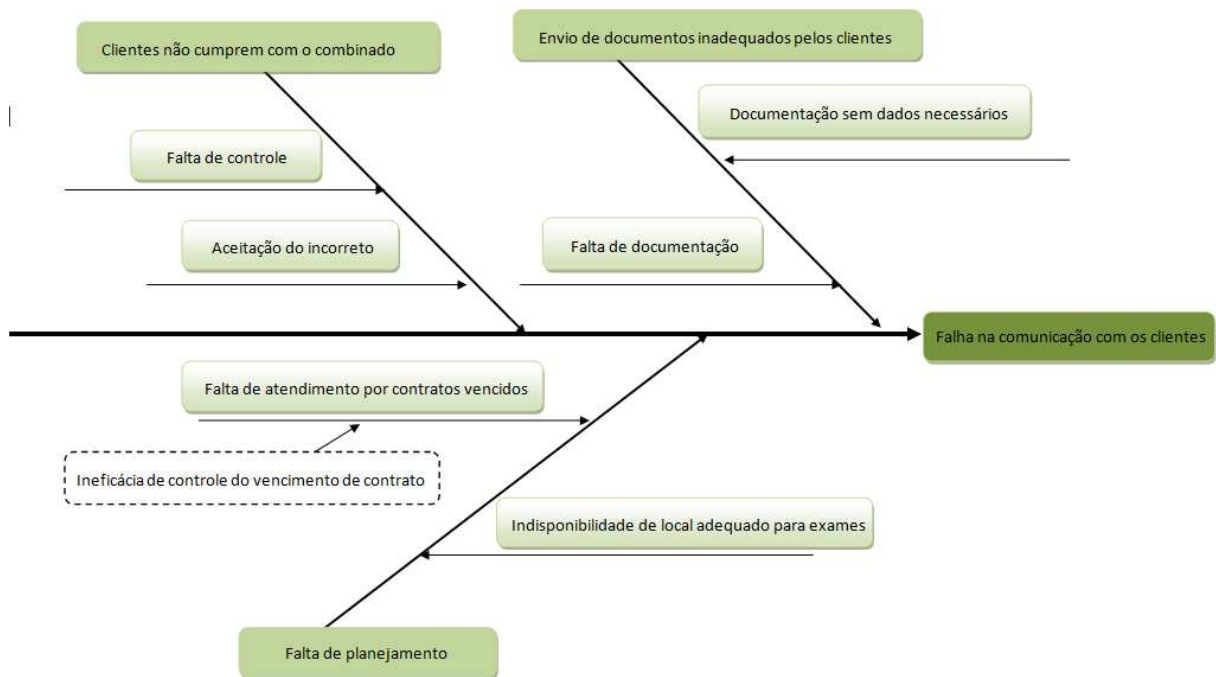 Clientes não cumprem com o combinado
Envio de documentos inadequados pelos clientes
Documentação sem dados necessários
Falta de controle
Aceitação do incorreto
Falta de documentação
Falha na comunicação com os clientes
Falta de atendimento por contratos vencidos
Ineficácia de controle do vencimento de contrato
Indisponibilidade de local adequado para exames
Falta de planejamento